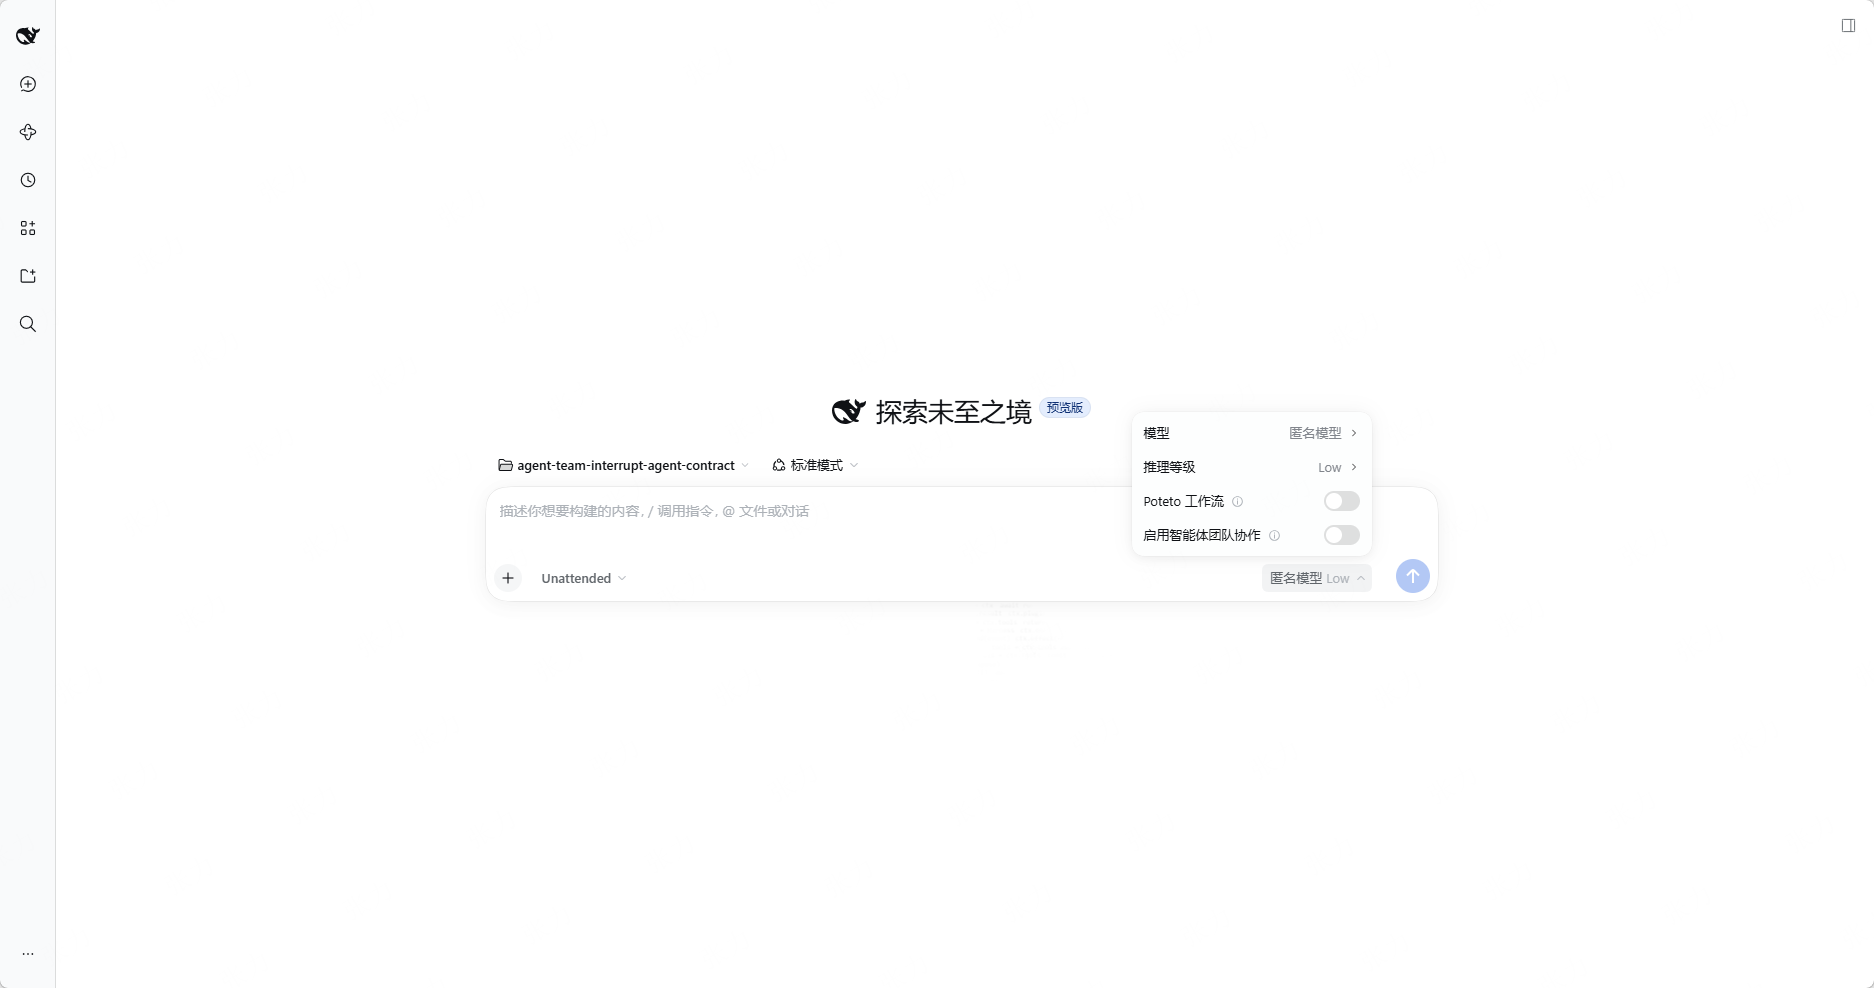 探索未至之境 预览版
agent-team-interrupt-agent-contract 标准模式
描述你想要构建的内容, / 调用指令, @ 文件或对话
Unattended
模型 匿名模型
推理等级 Low
Poteto 工作流
启用智能体团队协作
匿名模型 Low